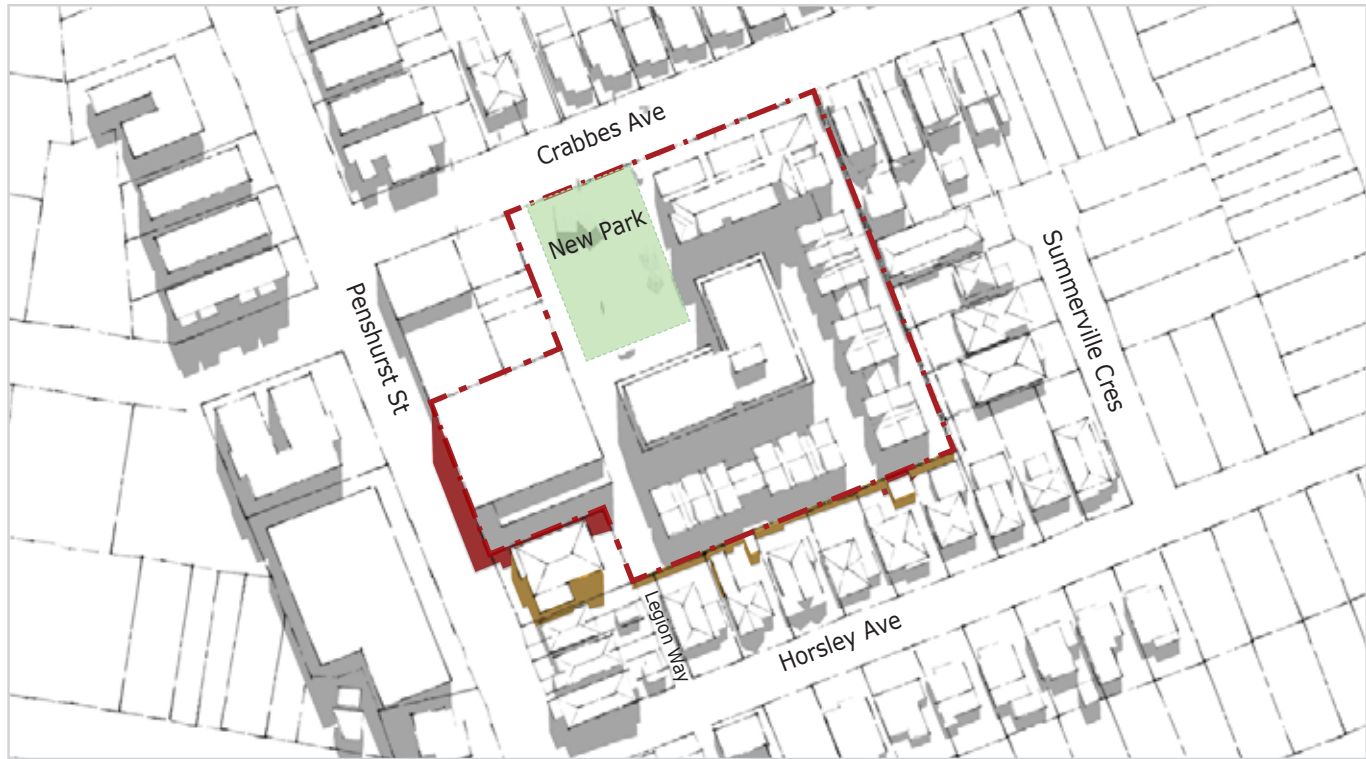 Crabbes Ave
New Park
Penshurst St
Summerville Cres
Legion Way
Horsley Ave